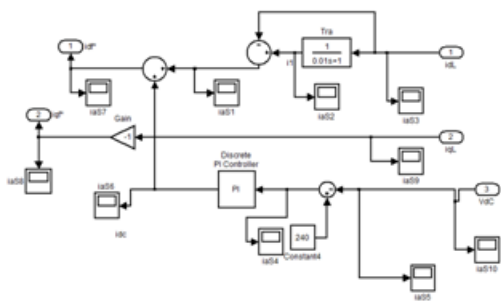 1
id*
Tra
1
0.01s+1
i1
1
idL
iaS7
iaS1
iaS2
iaS3
2
iq*
Gain
-1
2
IqL
iaS8
iaS6
Discrete
PI Controller
PI
iaS9
3
VdC
idc
iaS4
240
Constant4
iaS5
iaS10